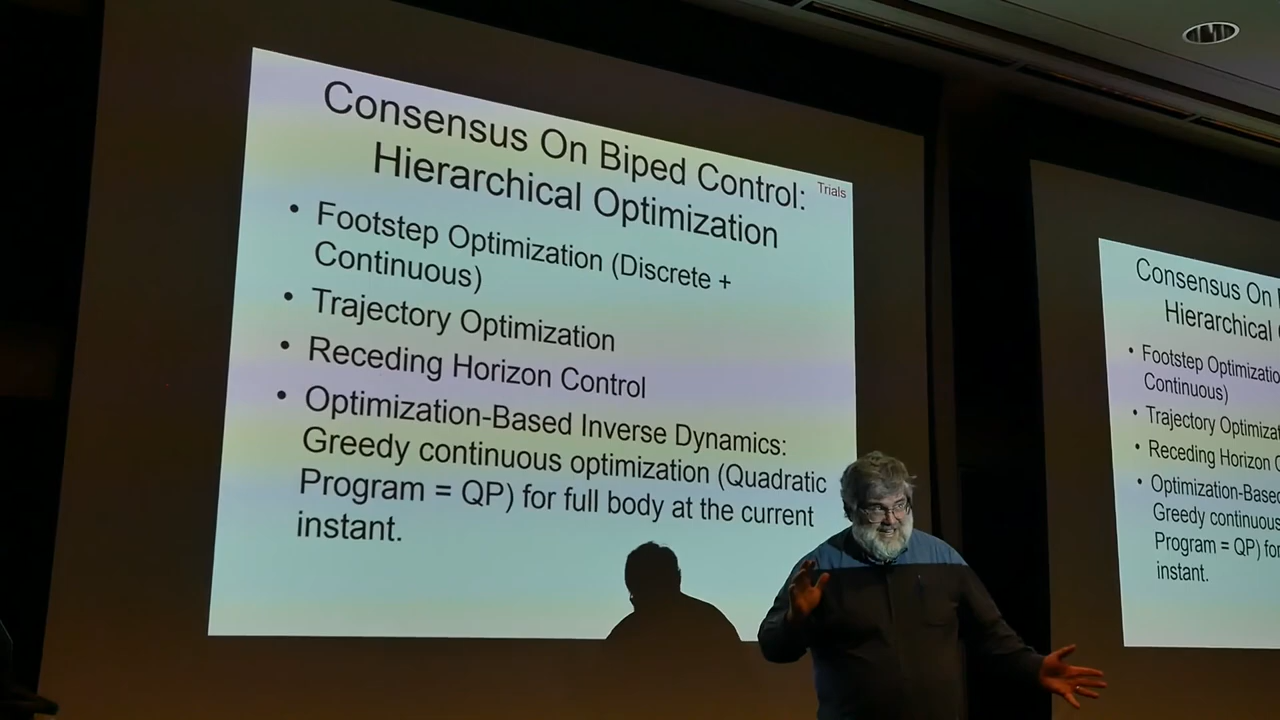 Consensus On Biped Control:
Hierarchical Optimization
Trials
• Footstep Optimization (Discrete +
Continuous)
• Trajectory Optimization
• Receding Horizon Control
• Optimization-Based Inverse Dynamics:
Greedy continuous optimization (Quadratic
Program = QP) for full body at the current
instant.
Consensus On
Hierarchical
• Footstep Optimizatio
Continuous)
• Trajectory Optimizat
• Receding Horizon
• Optimization-Based
Greedy continuous
Program = QP) fo
instant.